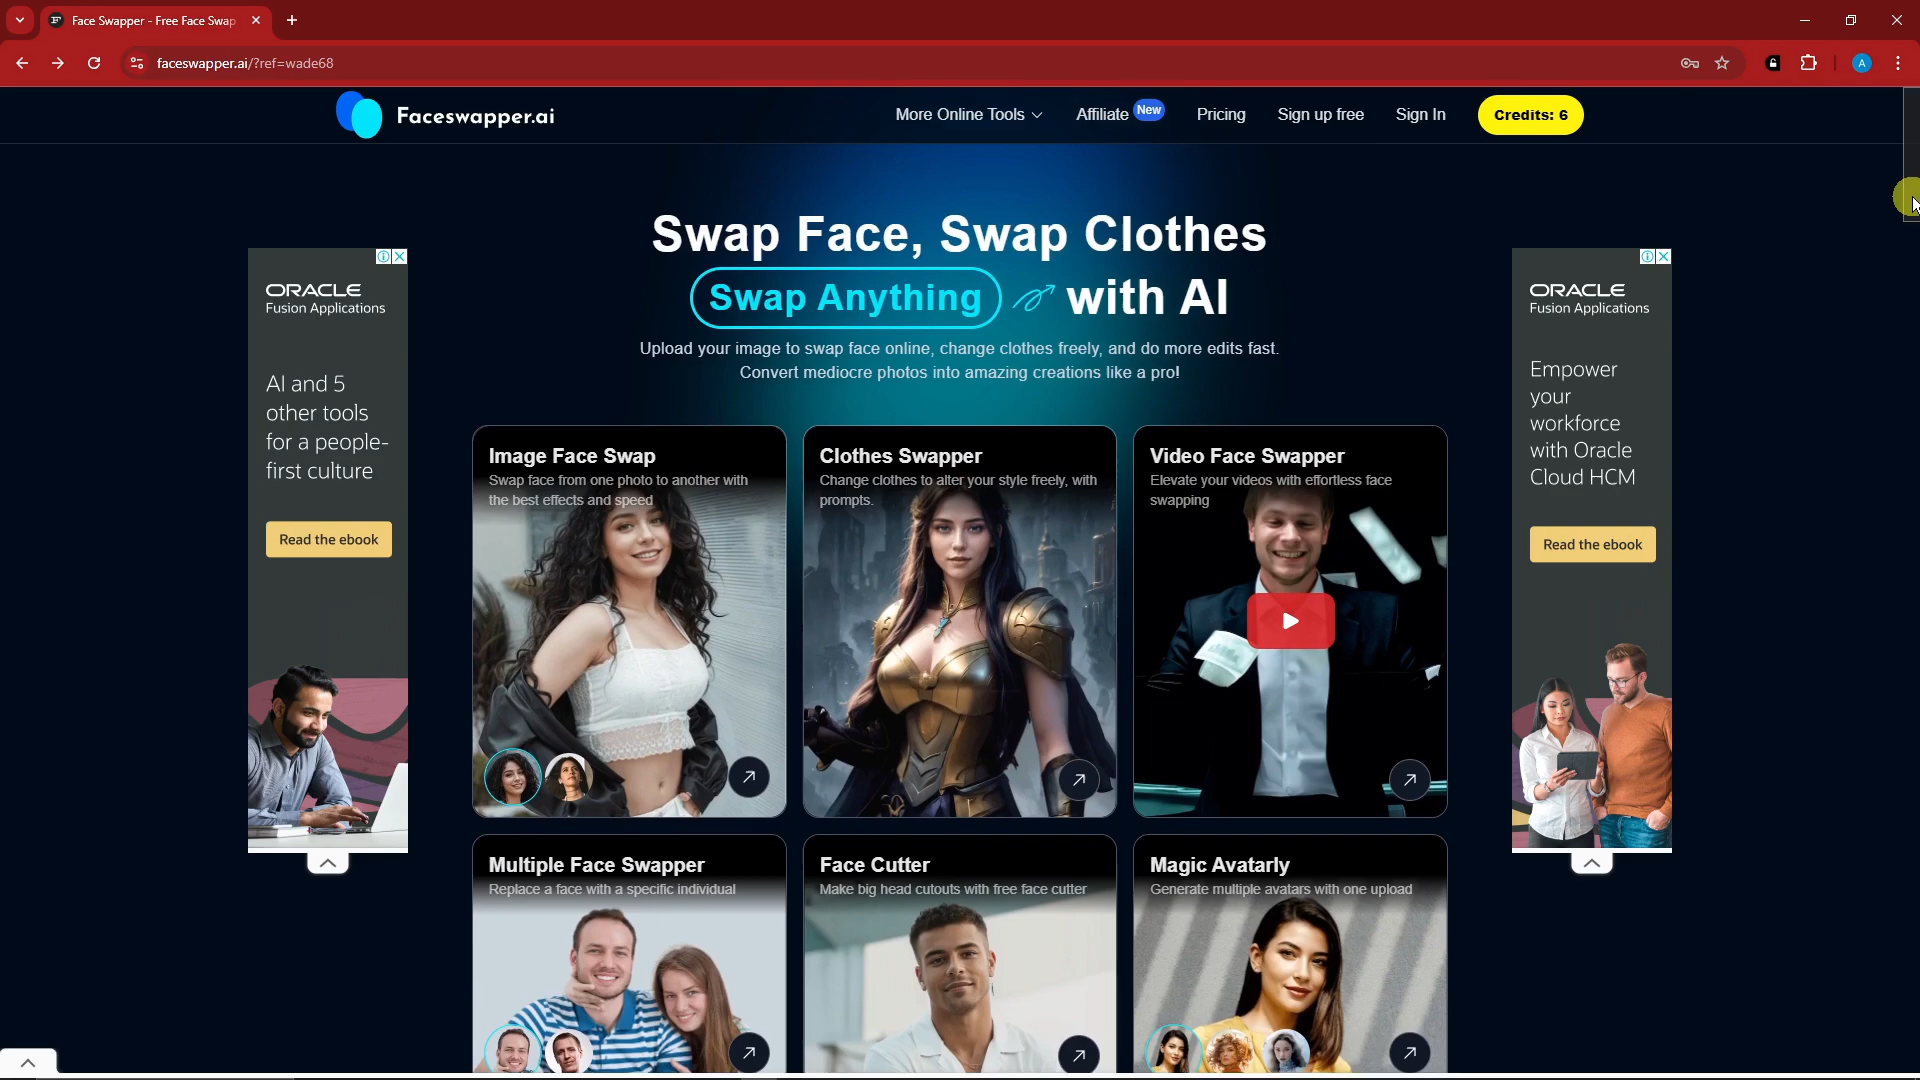 Face Swapper - Free Face Swap
faceswapper.ai/?ref=wade68
A
Faceswapper.ai
More Online Tools
Affiliate New
Pricing
Sign up free
Sign In
Credits: 6
Swap Face, Swap Clothes
Swap Anything with AI
Upload your image to swap face online, change clothes freely, and do more edits fast.
Convert mediocre photos into amazing creations like a pro!
ORACLE
Fusion Applications
AI and 5
other tools
for a people-
first culture
Read the ebook
Image Face Swap
Swap face from one photo to another with
the best effects and speed
Clothes Swapper
Change clothes to alter your style freely, with
prompts.
Video Face Swapper
Elevate your videos with effortless face
swapping
ORACLE
Fusion Applications
Empower
your
workforce
with Oracle
Cloud HCM
Read the ebook
Multiple Face Swapper
Replace a face with a specific individual
Face Cutter
Make big head cutouts with free face cutter
Magic Avatarly
Generate multiple avatars with one upload